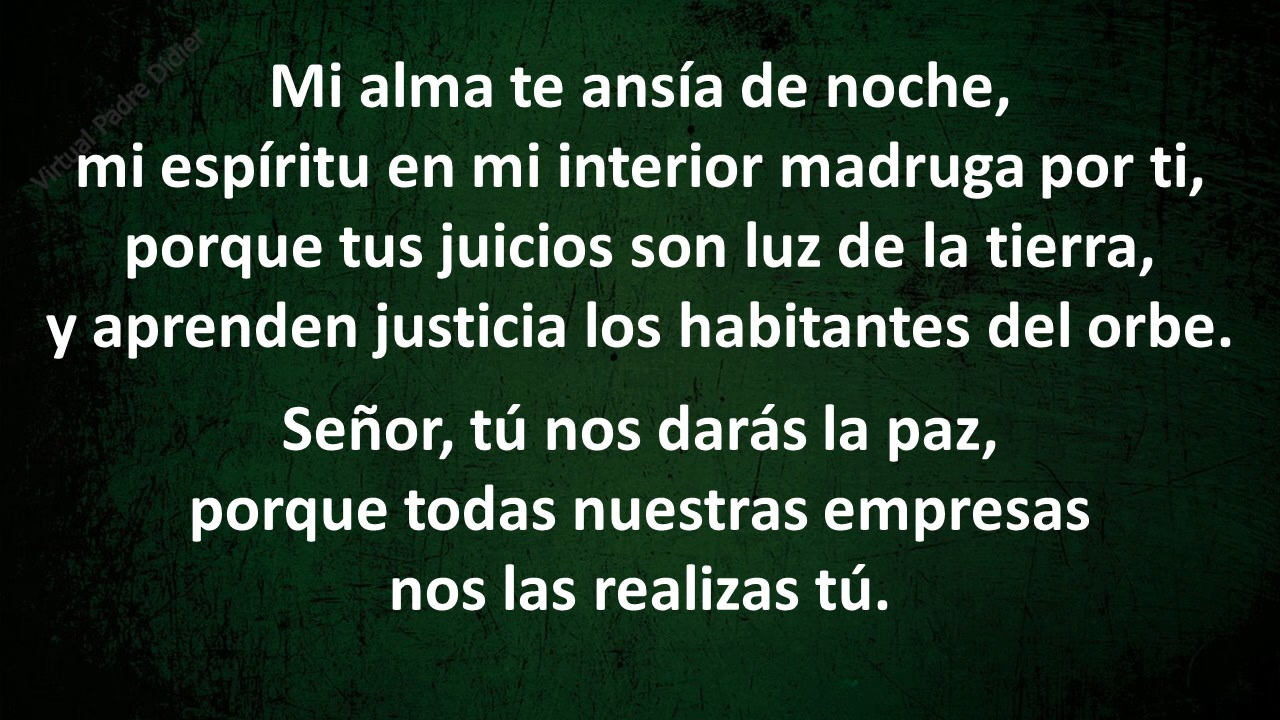 Virtual Padre Didier
Mi alma te ansía de noche,
mi espíritu en mi interior madruga por ti,
porque tus juicios son luz de la tierra,
y aprenden justicia los habitantes del orbe.
Señor, tú nos darás la paz,
porque todas nuestras empresas
nos las realizas tú.